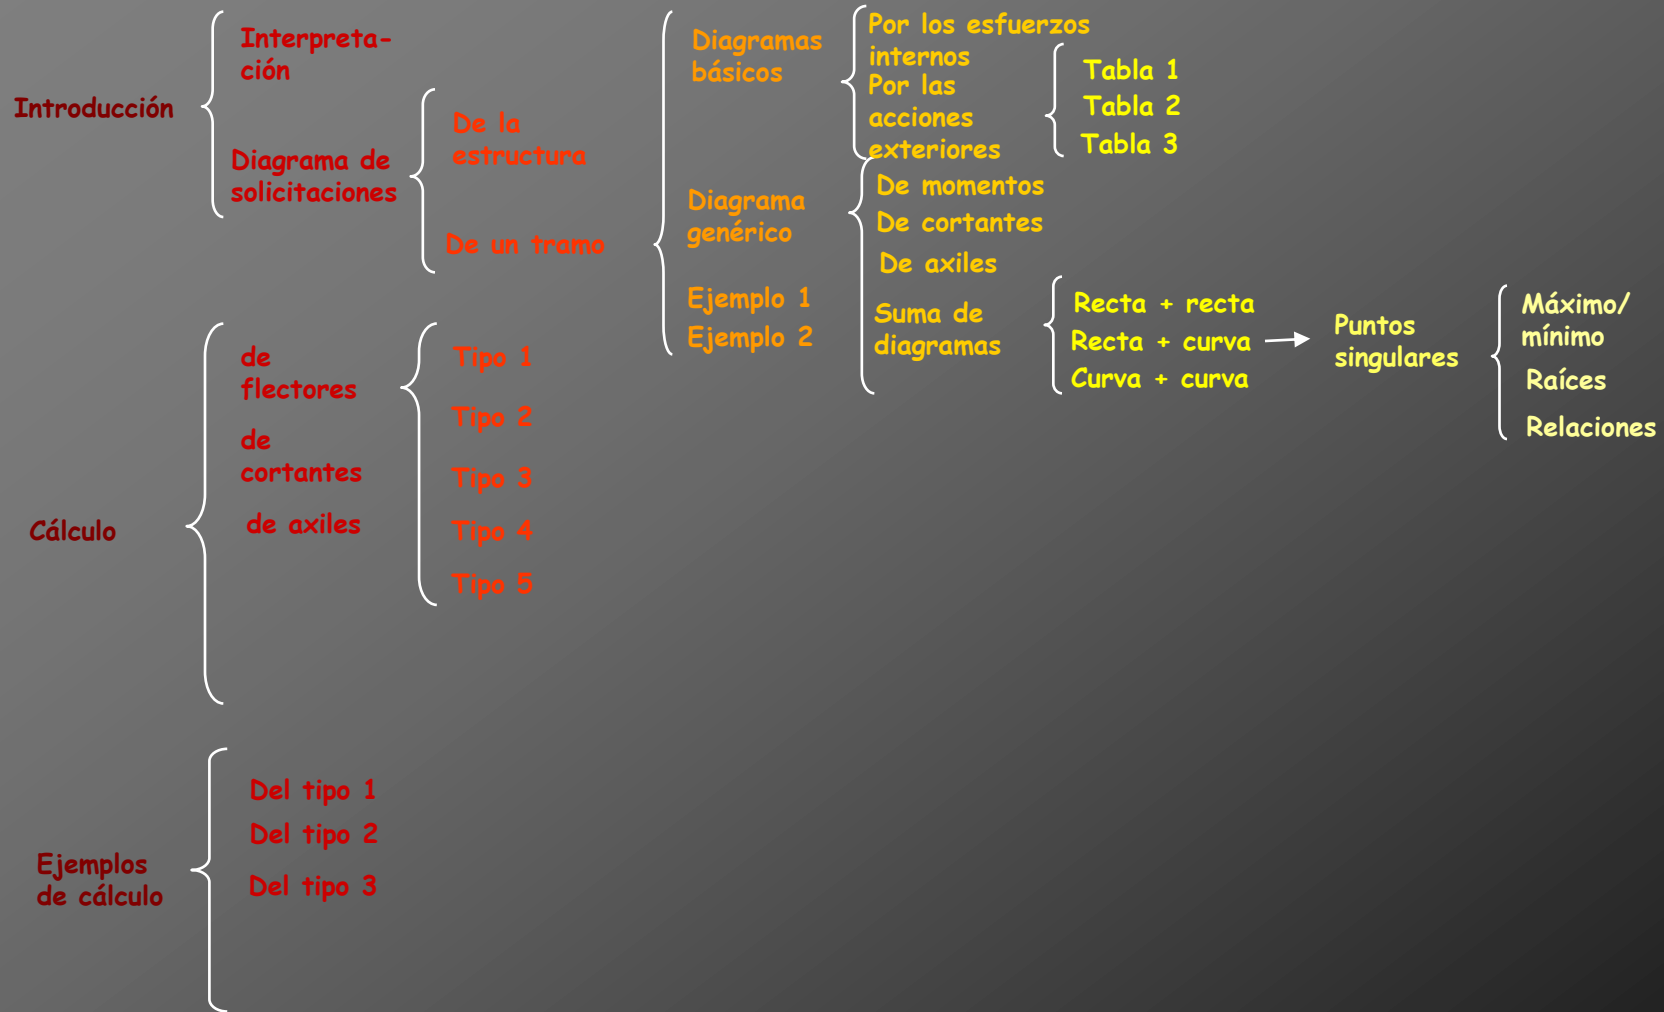 Introducción
Interpreta-
ción
Diagrama de
solicitaciones
De la
estructura
De un tramo
Diagramas
básicos
Por los esfuerzos
internos
Por las
acciones
exteriores
Tabla 1
Tabla 2
Tabla 3
Diagrama
genérico
De momentos
De cortantes
De axiles
Suma de
diagramas
Recta + recta
Recta + curva
Curva + curva
Puntos
singulares
Máximo/
mínimo
Raíces
Relaciones
Ejemplo 1
Ejemplo 2
Cálculo
de
flectores
Tipo 1
Tipo 2
Tipo 3
Tipo 4
Tipo 5
de
cortantes
de axiles
Ejemplos
de cálculo
Del tipo 1
Del tipo 2
Del tipo 3